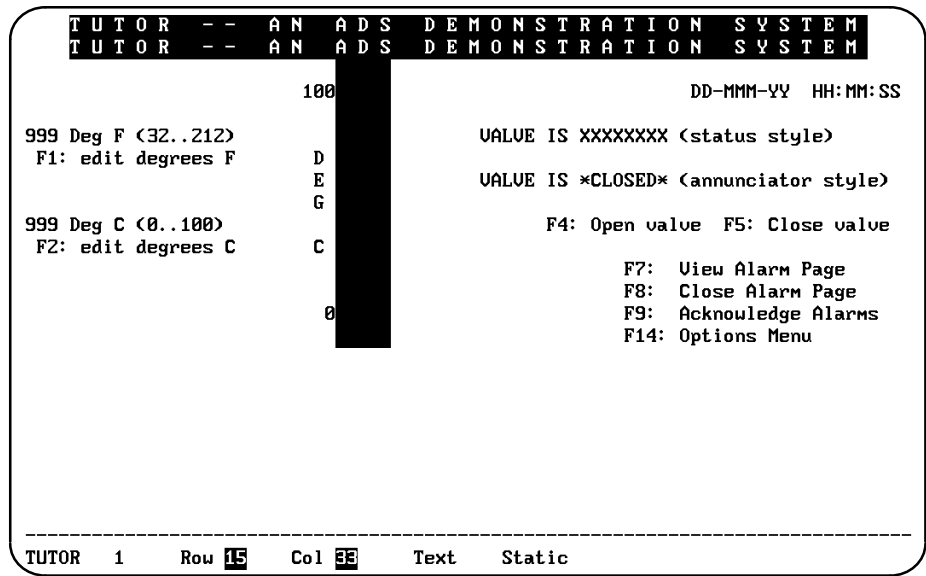 TUTOR -- AN ADS DEMONSTRATION SYSTEM
TUTOR -- AN ADS DEMONSTRATION SYSTEM
100 DD-MMM-YY HH:MM:SS
999 Deg F (32..212) VALVE IS XXXXXXXX (status style)
F1: edit degrees F D
E VALVE IS *CLOSED* (annunciator style)
G
999 Deg C (0..100) F4: Open valve F5: Close valve
F2: edit degrees C C
F7: View Alarm Page
F8: Close Alarm Page
0 F9: Acknowledge Alarms
F14: Options Menu
--------------------------------------------------------------------------------
TUTOR 1 Row 15 Col 33 Text Static